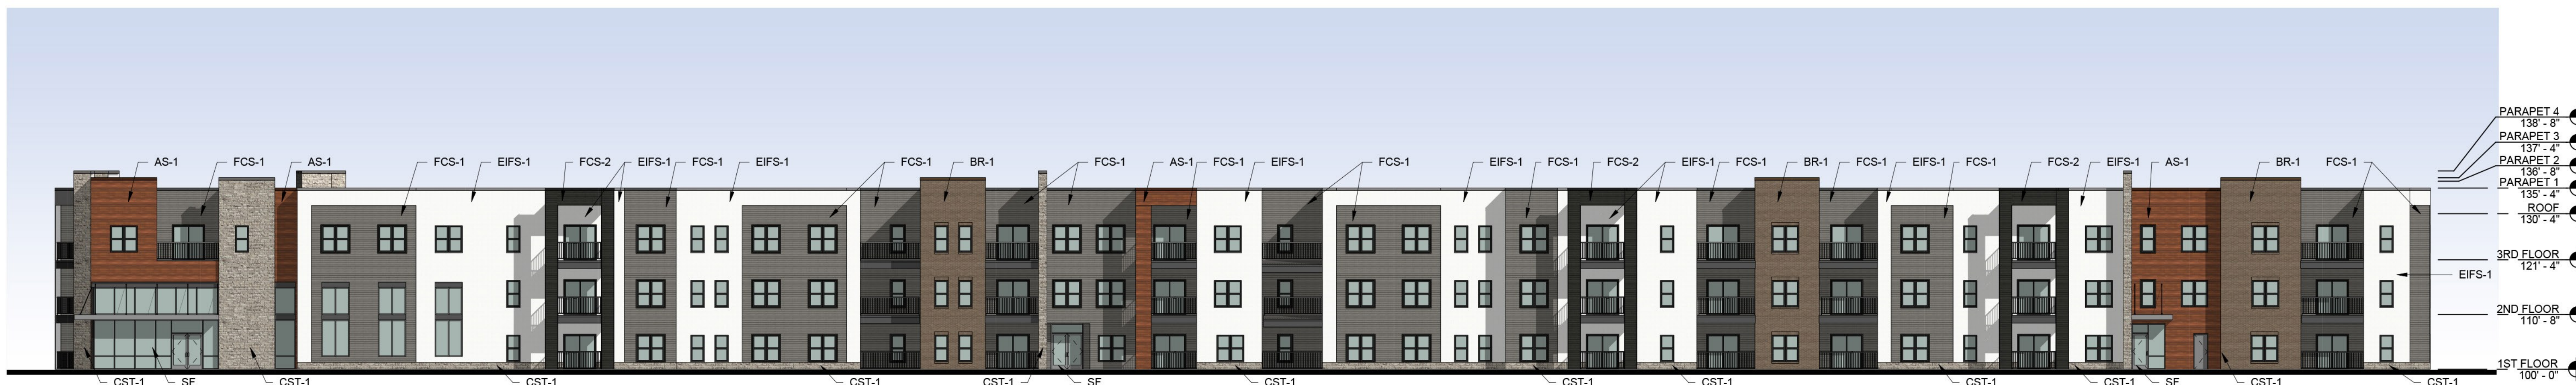 PARAPET 4
138' - 8"
PARAPET 3
137' - 4"
AS-1 FCS-1 AS-1 FCS-1 EIFS-1 FCS-2 EIFS-1 FCS-1 EIFS-1 FCS-1 BR-1 FCS-1 AS-1 FCS-1 EIFS-1 FCS-1 EIFS-1 FCS-1 FCS-2 EIFS-1 FCS-1 BR-1 FCS-1 EIFS-1 FCS-1 FCS-2 EIFS-1 AS-1 BR-1 FCS-1
PARAPET 2
136' - 8"
PARAPET 1
135' - 4"
ROOF
130' - 4"
3RD FLOOR
121' - 4"
EIFS-1
2ND FLOOR
110' - 8"
1ST FLOOR
100' - 0"
CST-1 SF CST-1 CST-1 CST-1 CST-1 SF CST-1 CST-1 CST-1 CST-1 CST-1 SF CST-1 CST-1